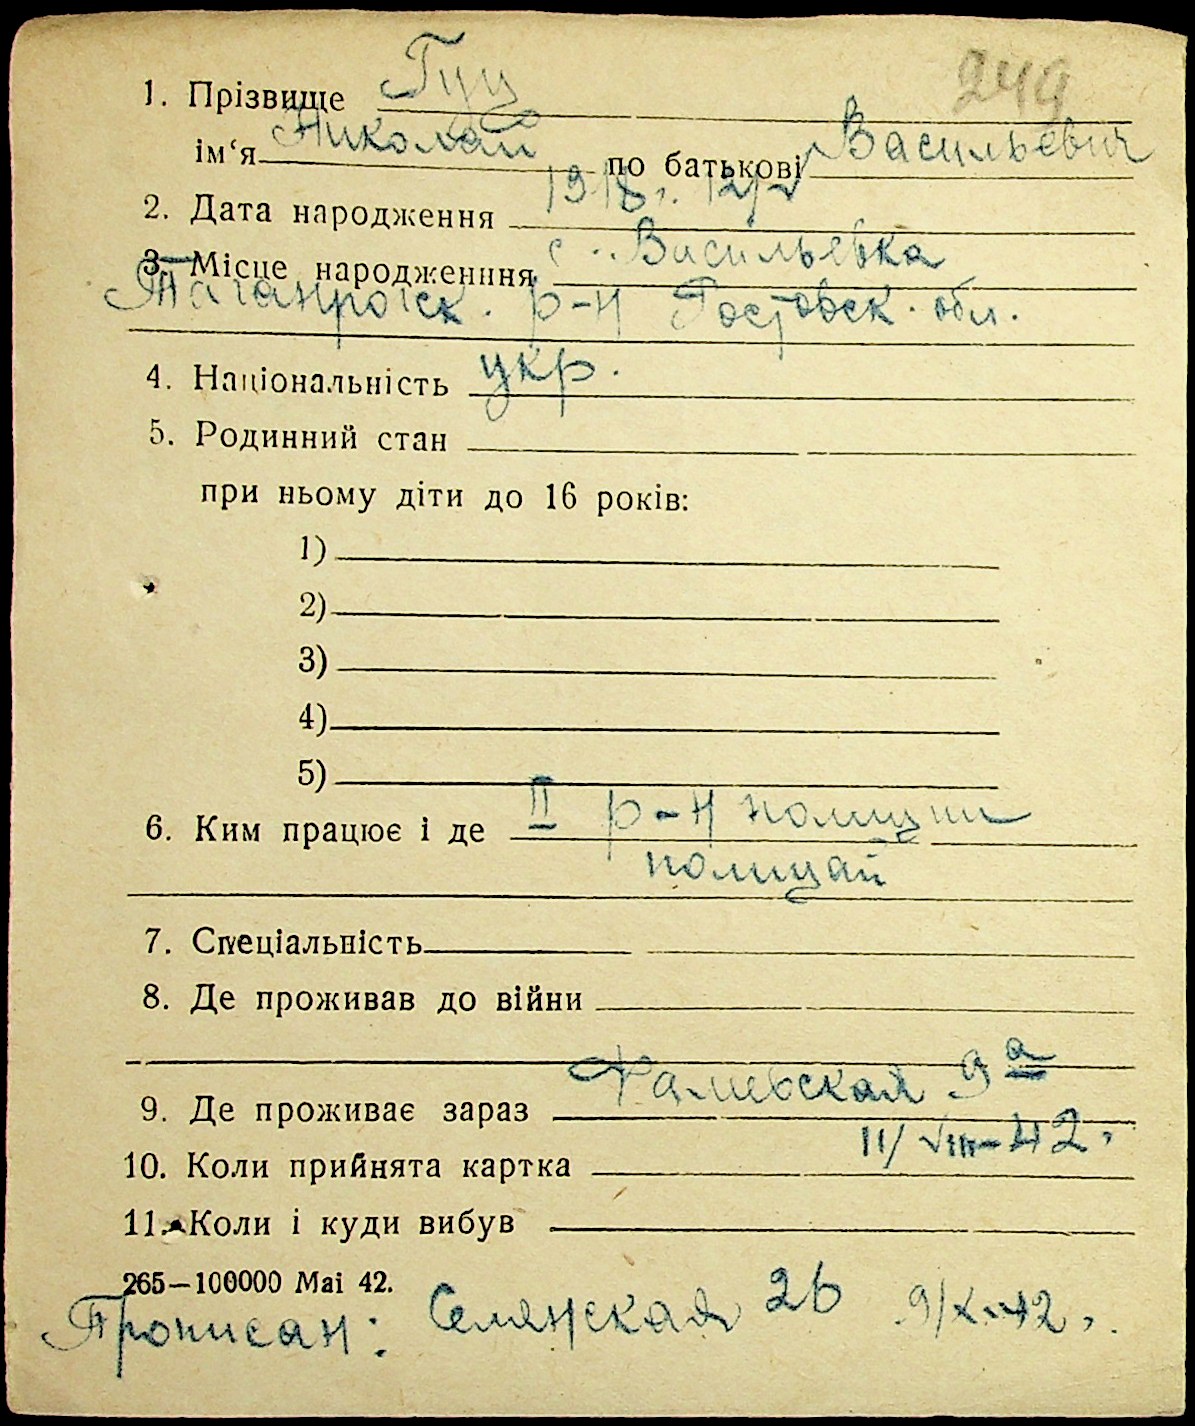 249
1. Прізвище Гуц
ім‘я Николай по батькові Васильевич
2. Дата народження 1918 г. 12/V
3. Місце народженння с. Васильевка
Таганрогск. р-н Ростовск. обл.
4. Національність укр.
5. Родинний стан
при ньому діти до 16 років:
1)
2)
3)
4)
5)
6. Ким працює і де II р-н полиции
полицай
7. Спеціальність
8. Де проживав до війни
9. Де проживає зараз 9а
10. Коли прийнята картка 11/VIII-42.
11. Коли і куди вибув
265—100000 Mai 42.
Прописан: Селянская 26 9/X-42.